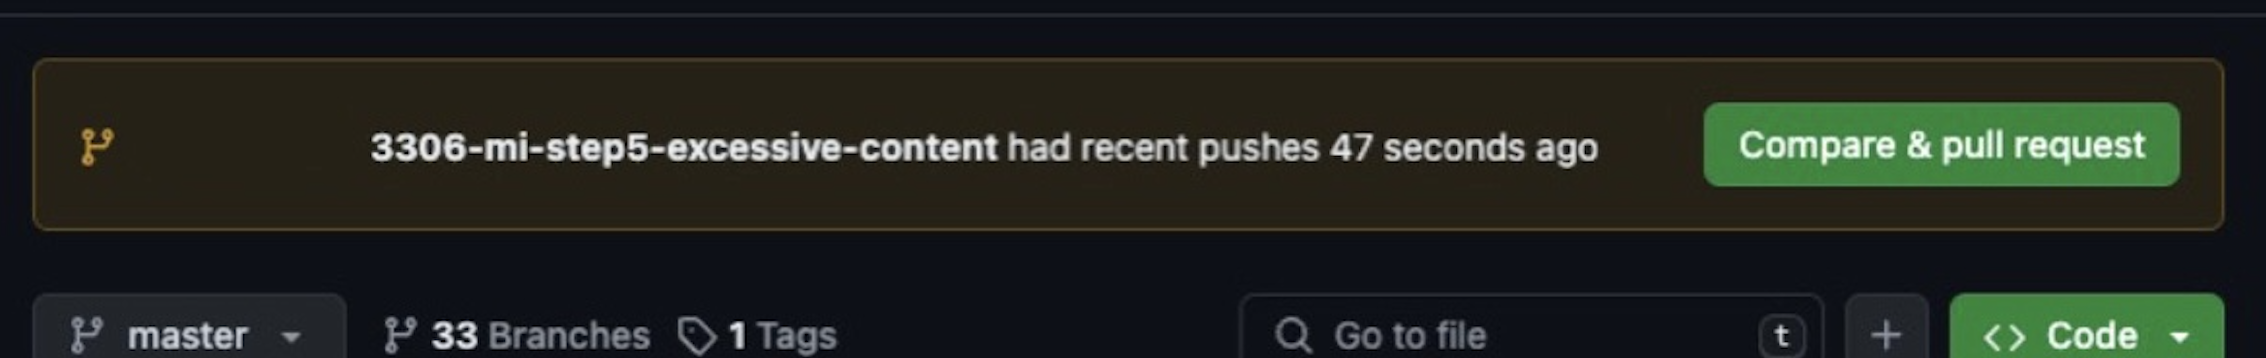 3306-mi-step5-excessive-content had recent pushes 47 seconds ago
Compare & pull request
master 33 Branches 1 Tags Go to file t + <> Code